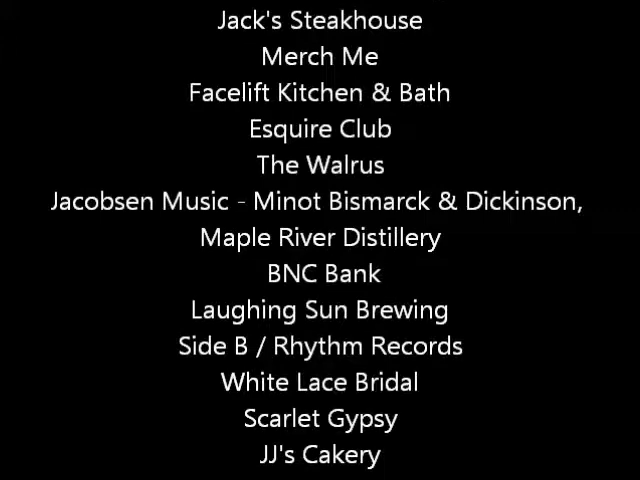 Jack's Steakhouse
Merch Me
Facelift Kitchen & Bath
Esquire Club
The Walrus
Jacobsen Music - Minot Bismarck & Dickinson,
Maple River Distillery
BNC Bank
Laughing Sun Brewing
Side B / Rhythm Records
White Lace Bridal
Scarlet Gypsy
JJ's Cakery